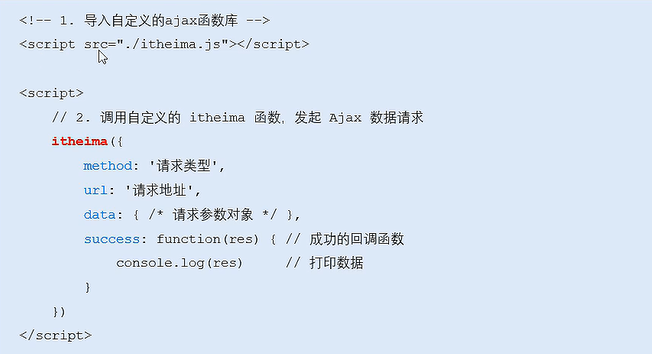 <!-- 1. 导入自定义的ajax函数库 -->
<script src="./itheima.js"></script>
<script>
// 2. 调用自定义的 itheima 函数，发起 Ajax 数据请求
itheima({
method: '请求类型',
url: '请求地址',
data: { /* 请求参数对象 */ },
success: function(res) { // 成功的回调函数
console.log(res) // 打印数据
}
})
</script>